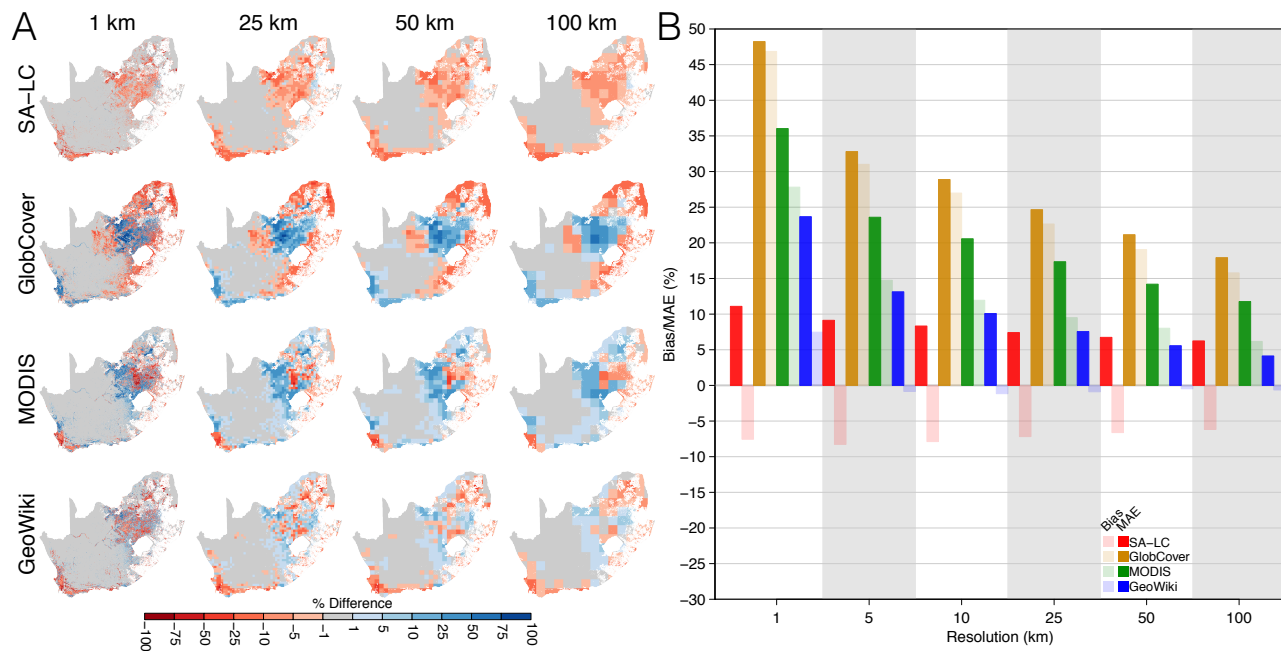 A
1 km
25 km
50 km
100 km
SA-LC
GlobCover
MODIS
GeoWiki
% Difference
-100
-75
-50
-25
-10
-5
-1
1
5
10
25
50
75
100
B
Bias/MAE (%)
50
45
40
35
30
25
20
15
10
5
0
-5
-10
-15
-20
-25
-30
Bias
MAE
SA-LC
GlobCover
MODIS
GeoWiki
1
5
10
25
50
100
Resolution (km)